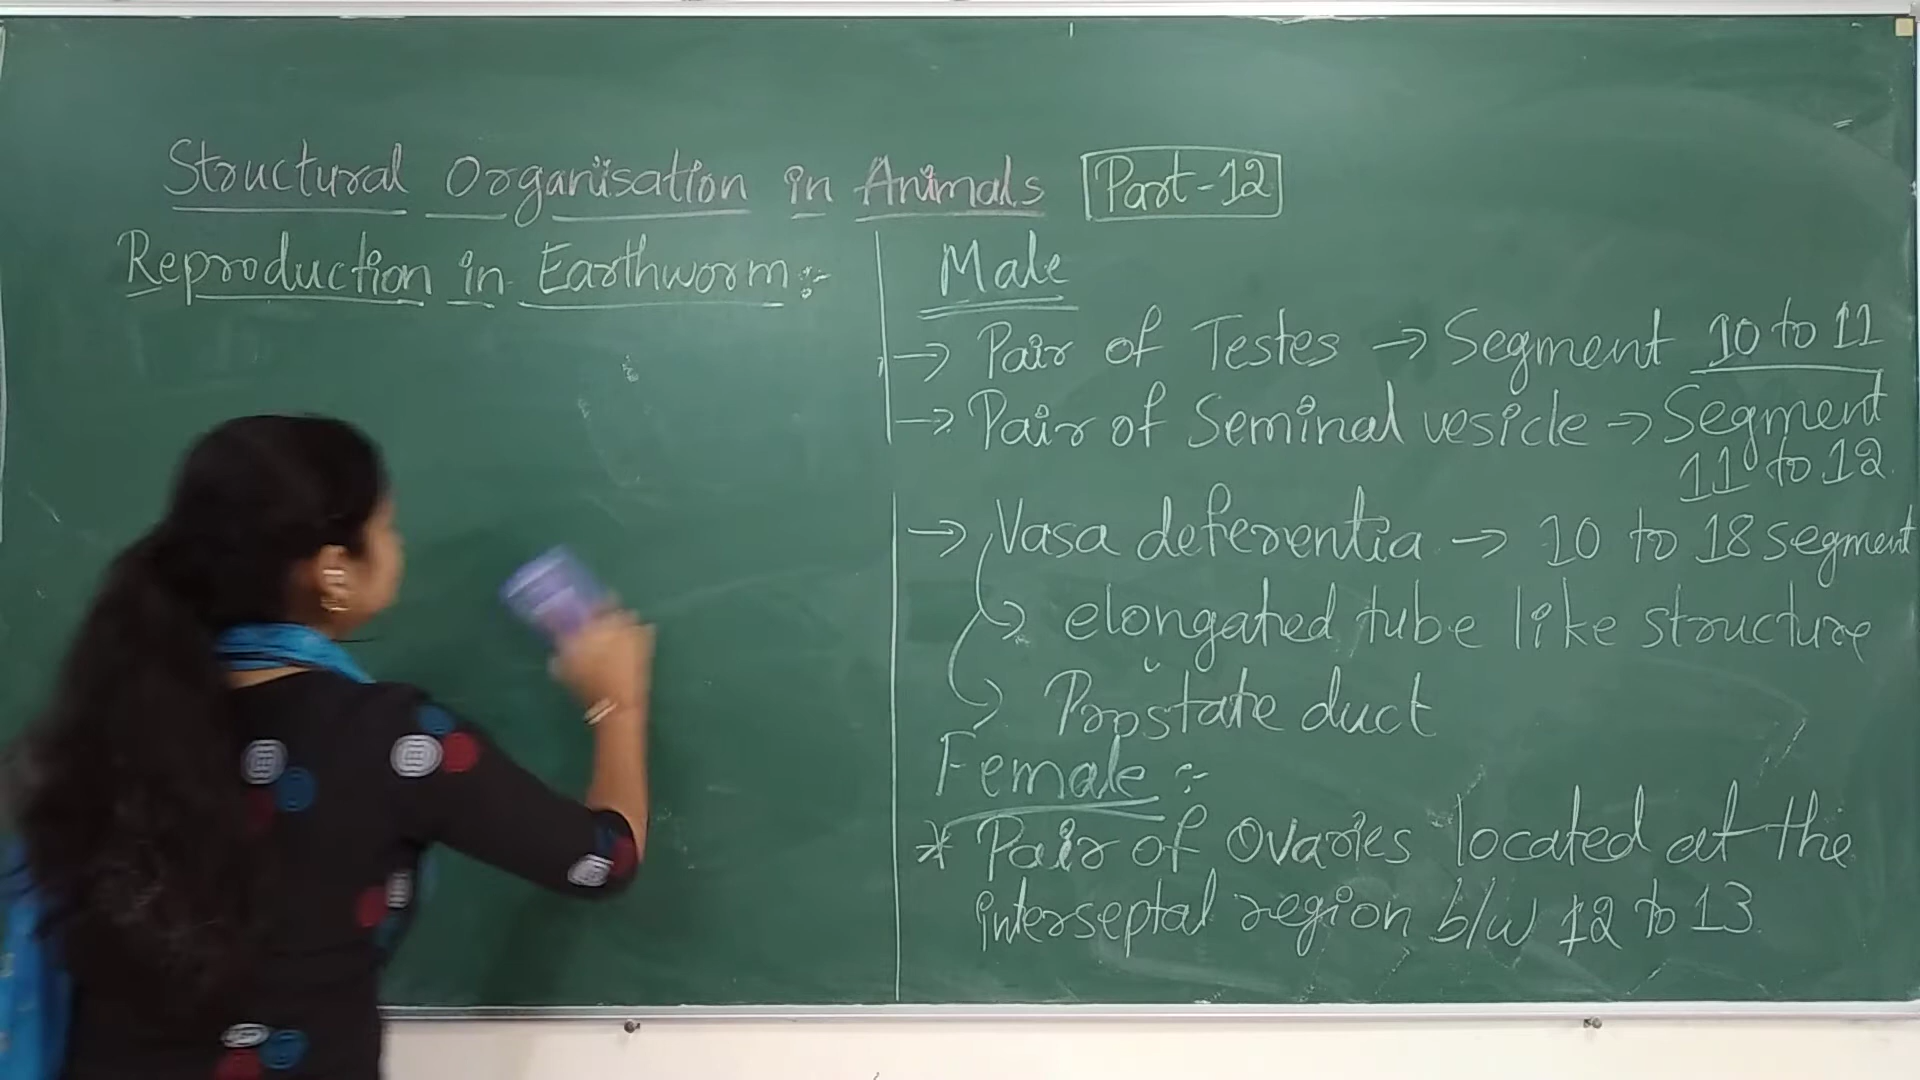 Structural Organisation in Animals Part-12
Reproduction in Earthworm:-
Male
→ Pair of Testes → Segment 10 to 11
→ Pair of Seminal vesicle → Segment
11 to 12
→ Vasa deferentia → 10 to 18 segment
elongated tube like structure
Prostate duct
Female :-
* Pair of Ovaries located at the
interseptal region b/w 12 to 13